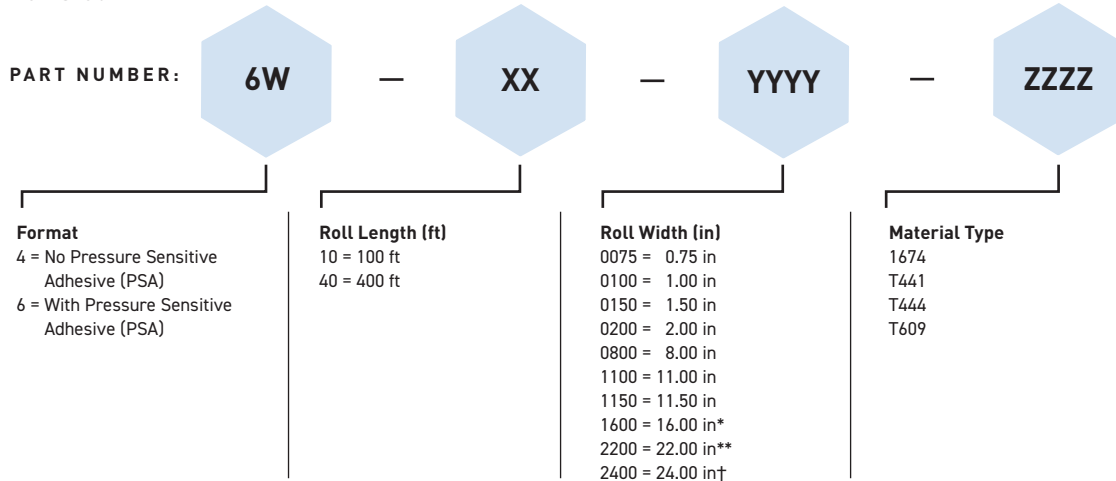 PART NUMBER: 6W — XX — YYYY — ZZZZ
Format
4 = No Pressure Sensitive
Adhesive (PSA)
6 = With Pressure Sensitive
Adhesive (PSA)
Roll Length (ft)
10 = 100 ft
40 = 400 ft
Roll Width (in)
0075 = 0.75 in
0100 = 1.00 in
0150 = 1.50 in
0200 = 2.00 in
0800 = 8.00 in
1100 = 11.00 in
1150 = 11.50 in
1600 = 16.00 in*
2200 = 22.00 in**
2400 = 24.00 in†
Material Type
1674
T441
T444
T609